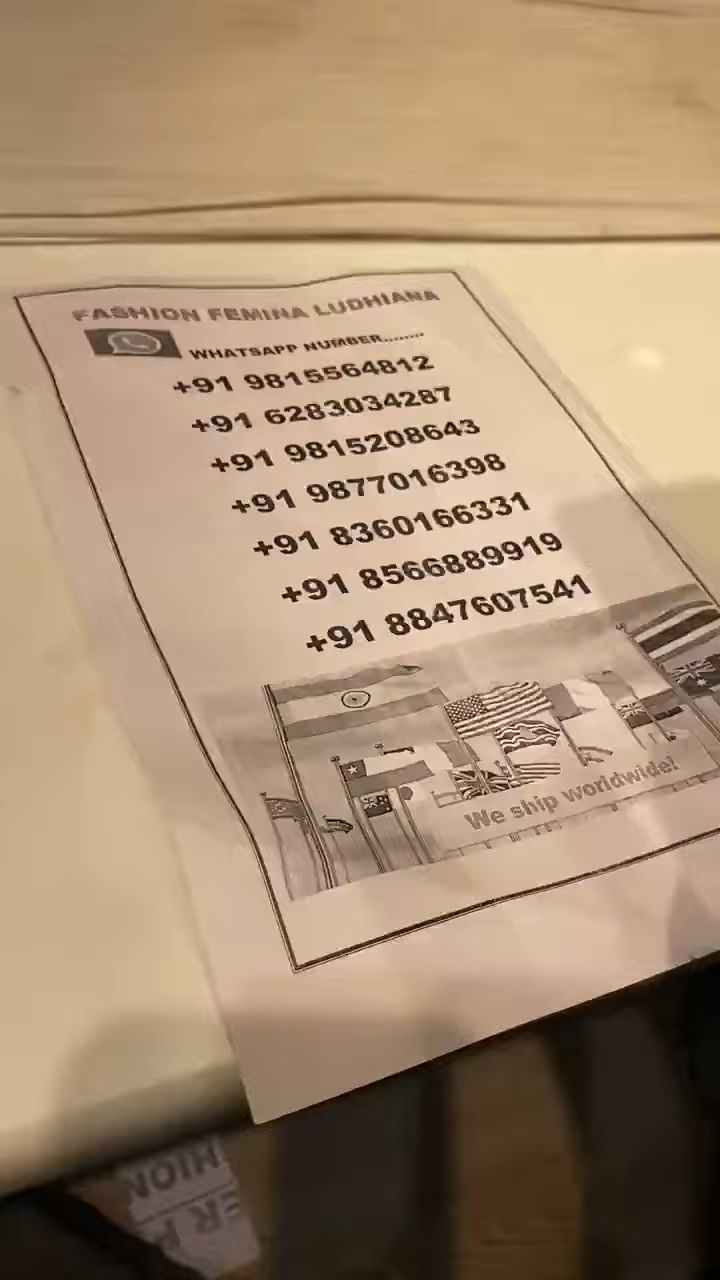 FASHION FEMINA LUDHIANA
WHATSAPP NUMBER........
+91 9815564812
+91 6283034287
+91 9815208643
+91 9877016398
+91 8360166331
+91 8566889919
+91 8847607541
We ship worldwide!